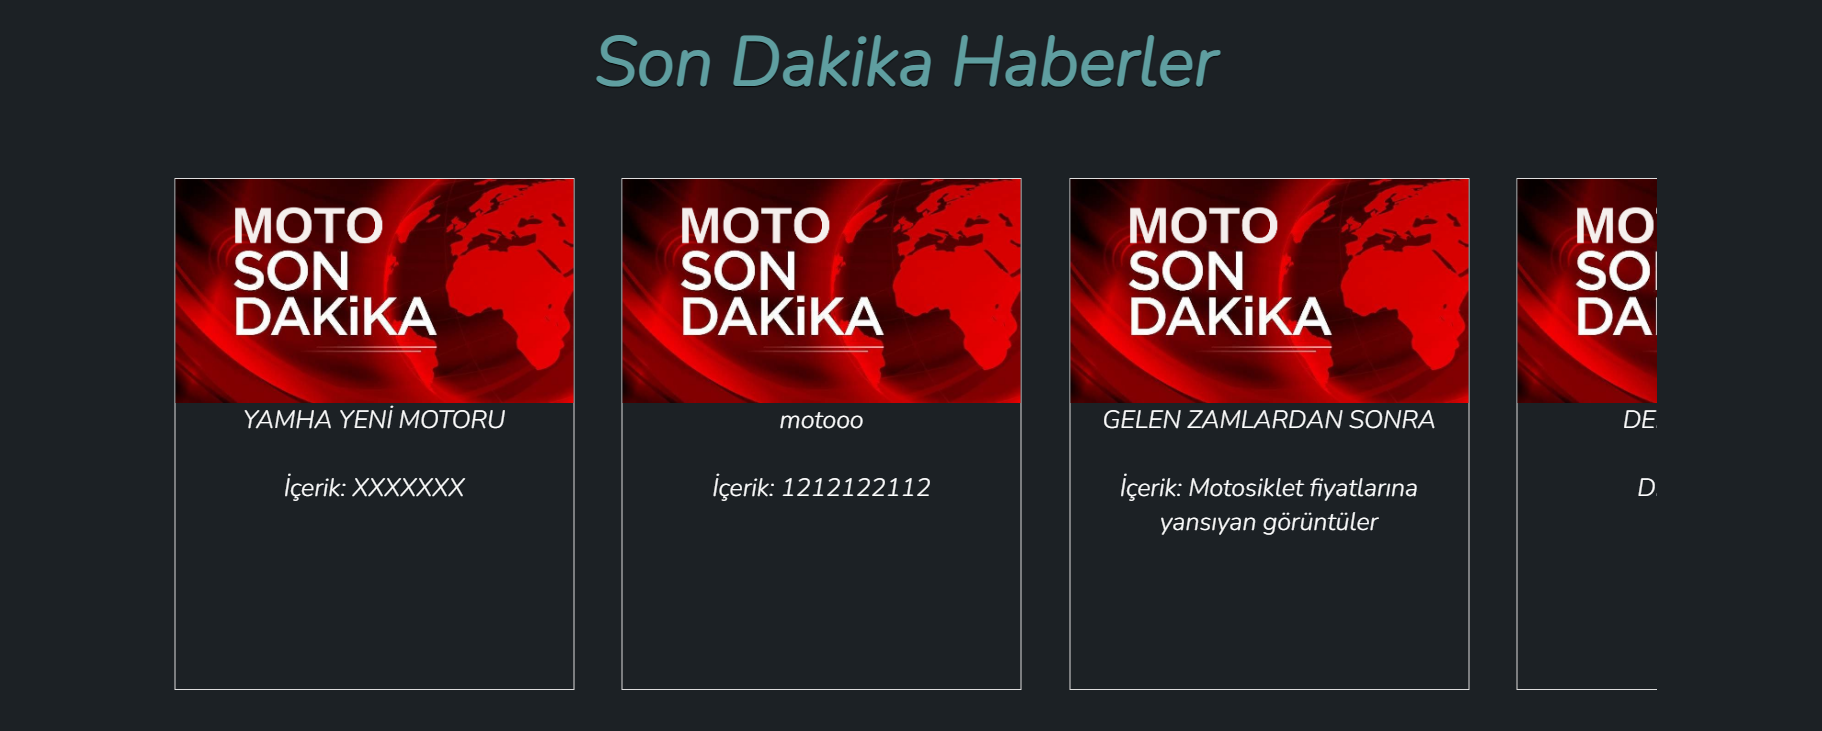 Son Dakika Haberler
MOTO
SON
DAKiKA
YAMHA YENİ MOTORU
İçerik: XXXXXXX
MOTO
SON
DAKiKA
motooo
İçerik: 1212122112
MOTO
SON
DAKiKA
GELEN ZAMLARDAN SONRA
İçerik: Motosiklet fiyatlarına
yansıyan görüntüler